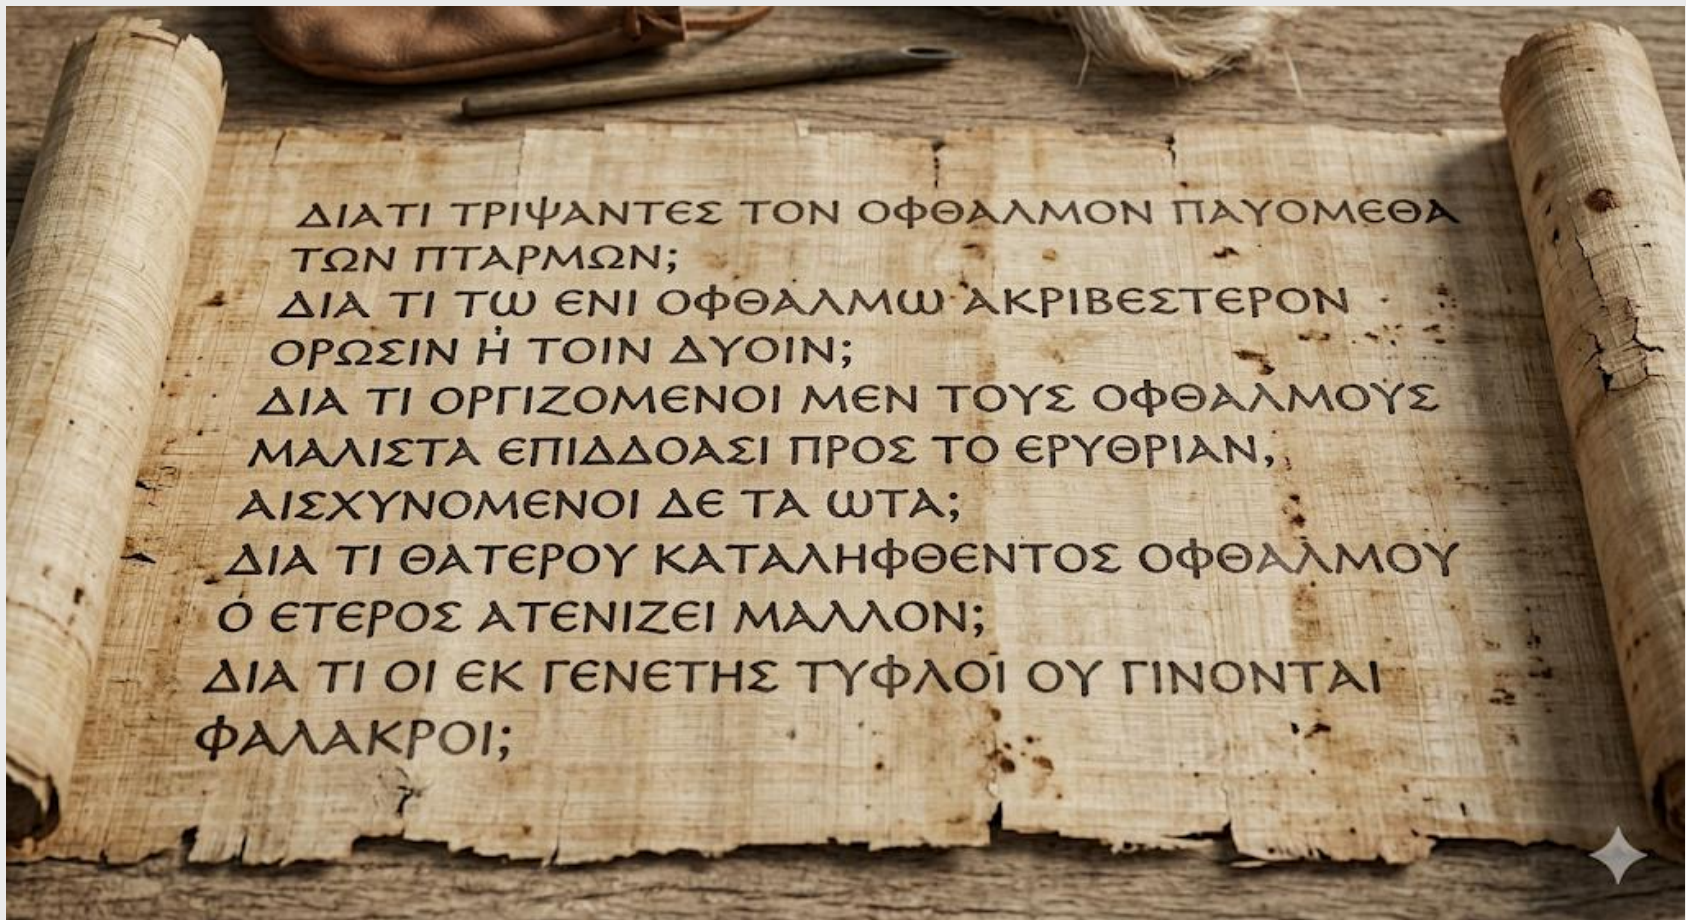 ΔΙΑΤΙ ΤΡΙΨΑΝΤΕΣ ΤΟΝ ΟΦΘΑΛΜΟΝ ΠΑΥΟΜΕΘΑ
ΤΩΝ ΠΤΑΡΜΩΝ;
ΔΙΑ ΤΙ ΤΩ ΕΝΙ ΟΦΘΑΛΜΩ ΑΚΡΙΒΕΣΤΕΡΟΝ
ΟΡΩΣΙΝ Ἠ ΤΟΙΝ ΔΥΟΙΝ;
ΔΙΑ ΤΙ ΟΡΓΙΖΟΜΕΝΟΙ ΜΕΝ ΤΟΥΣ ΟΦΘΑΛΜΟΥΣ
ΜΑΛΙΣΤΑ ΕΠΙΔΔΟΑΣΙ ΠΡΟΣ ΤΟ ΕΡΥΘΡΙΑΝ,
ΑΙΣΧΥΝΟΜΕΝΟΙ ΔΕ ΤΑ ΩΤΑ;
ΔΙΑ ΤΙ ΘΑΤΕΡΟΥ ΚΑΤΑΛΗΦΘΕΝΤΟΣ ΟΦΘΑΛΜΟΥ
Ο ΕΤΕΡΟΣ ΑΤΕΝΙΖΕΙ ΜΑΛΛΟΝ;
ΔΙΑ ΤΙ ΟΙ ΕΚ ΓΕΝΕΤΗΣ ΤΥΦΛΟΙ ΟΥ ΓΙΝΟΝΤΑΙ
ΦΑΛΑΚΡΟΙ;